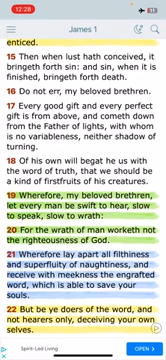 12:28
James 1
enticed.
15 Then when lust hath conceived, it
bringeth forth sin: and sin, when it is
finished, bringeth forth death.
16 Do not err, my beloved brethren.
17 Every good gift and every perfect
gift is from above, and cometh down
from the Father of lights, with whom is
no variableness, neither shadow of
turning.
18 Of his own will begat he us with
the word of truth, that we should be a
kind of firstfruits of his creatures.
19 Wherefore, my beloved brethren,
let every man be swift to hear, slow
to speak, slow to wrath:
20 For the wrath of man worketh not
the righteousness of God.
21 Wherefore lay apart all filthiness
and superfluity of naughtiness, and
receive with meekness the engrafted
word, which is able to save your
souls.
22 But be ye doers of the word, and
not hearers only, deceiving your own
selves.
Spirit-Led Living